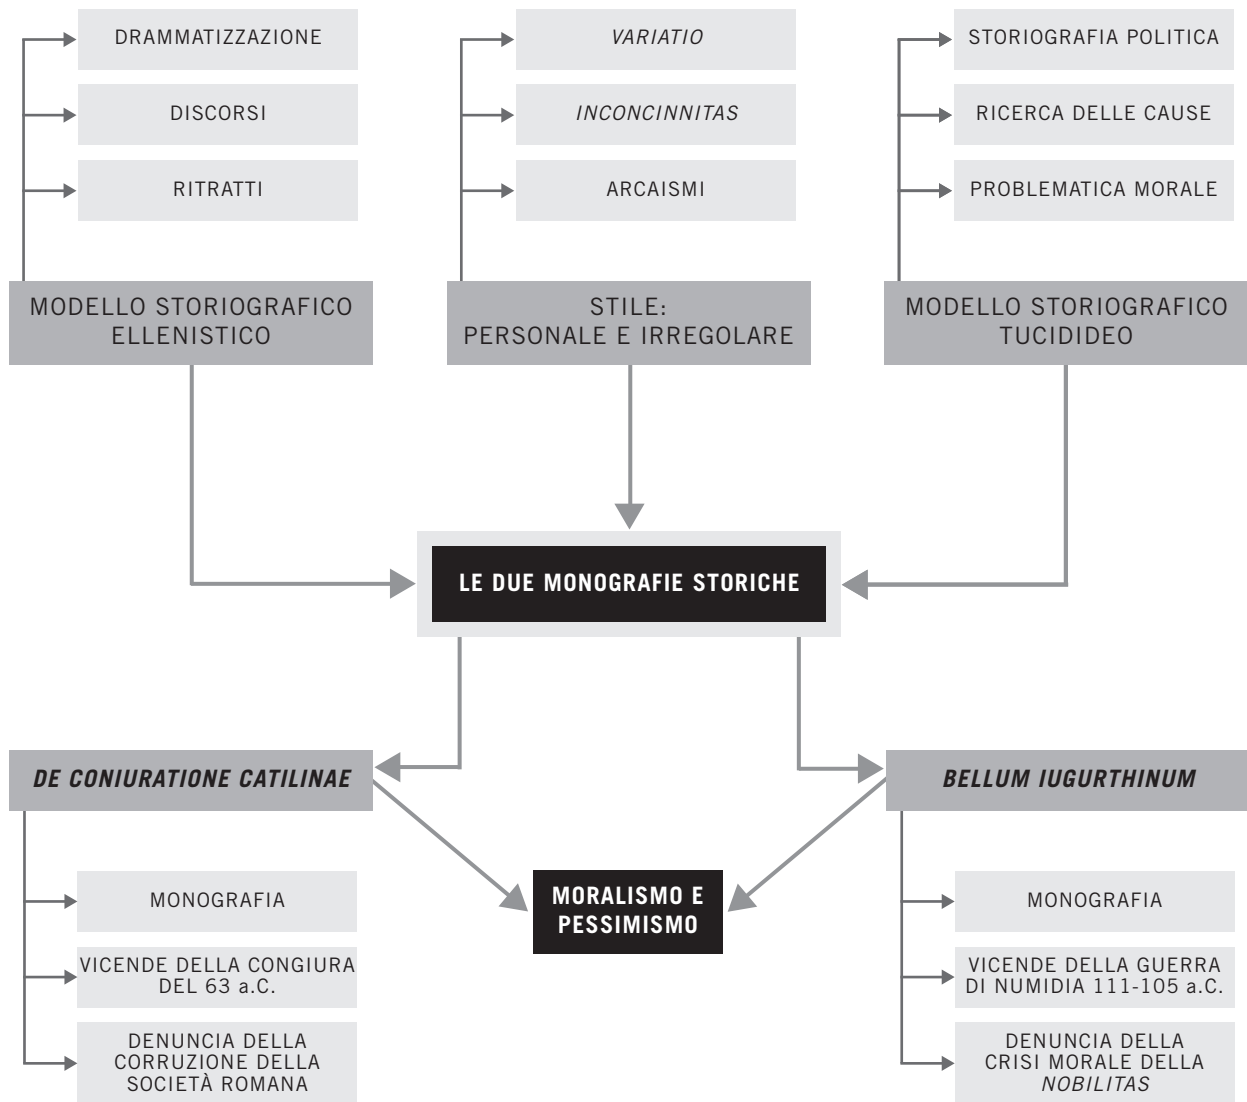 DRAMMATIZZAZIONE
DISCORSI
RITRATTI
MODELLO STORIOGRAFICO
ELLENISTICO
VARIATIO
INCONCINNITAS
ARCAISMI
STILE:
PERSONALE E IRREGOLARE
STORIOGRAFIA POLITICA
RICERCA DELLE CAUSE
PROBLEMATICA MORALE
MODELLO STORIOGRAFICO
TUCIDIDEO
LE DUE MONOGRAFIE STORICHE
DE CONIURATIONE CATILINAE
MONOGRAFIA
VICENDE DELLA CONGIURA
DEL 63 a.C.
DENUNCIA DELLA
CORRUZIONE DELLA
SOCIETÀ ROMANA
MORALISMO E
PESSIMISMO
BELLUM IUGURTHINUM
MONOGRAFIA
VICENDE DELLA GUERRA
DI NUMIDIA 111-105 a.C.
DENUNCIA DELLA
CRISI MORALE DELLA
NOBILITAS